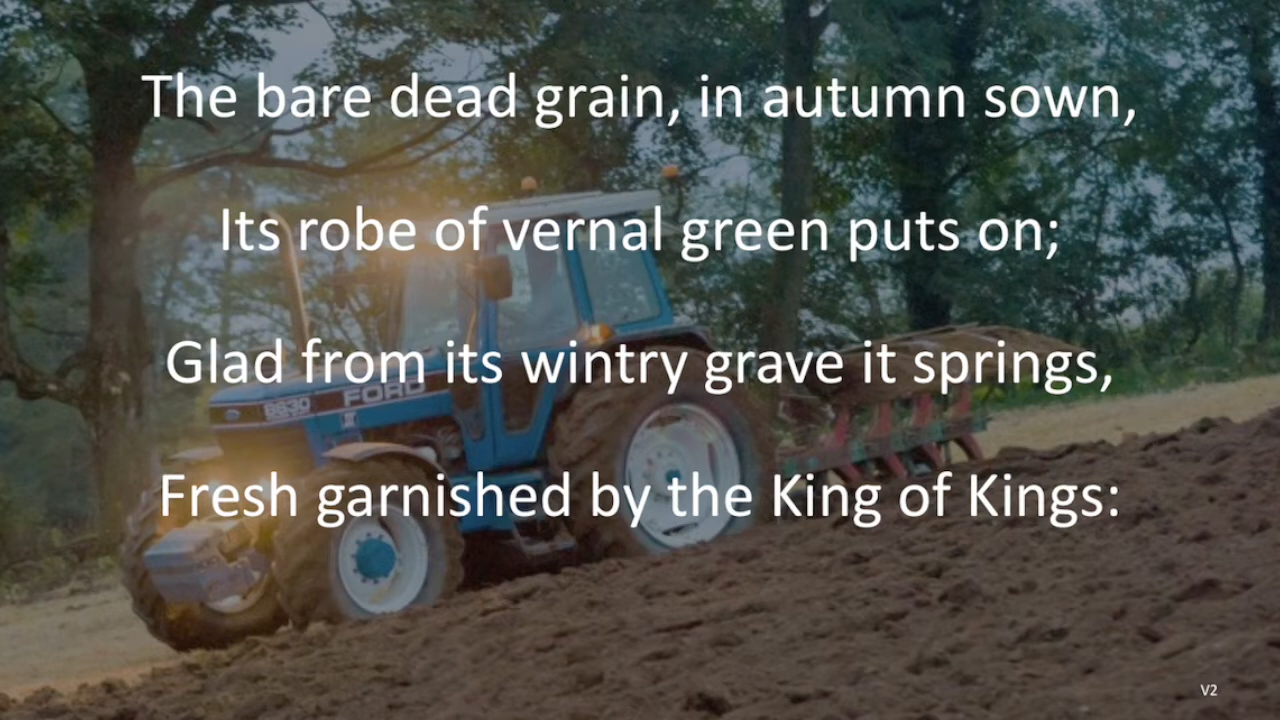 The bare dead grain, in autumn sown,
Its robe of vernal green puts on;
Glad from its wintry grave it springs,
Fresh garnished by the King of Kings:
FORD
8630
V2